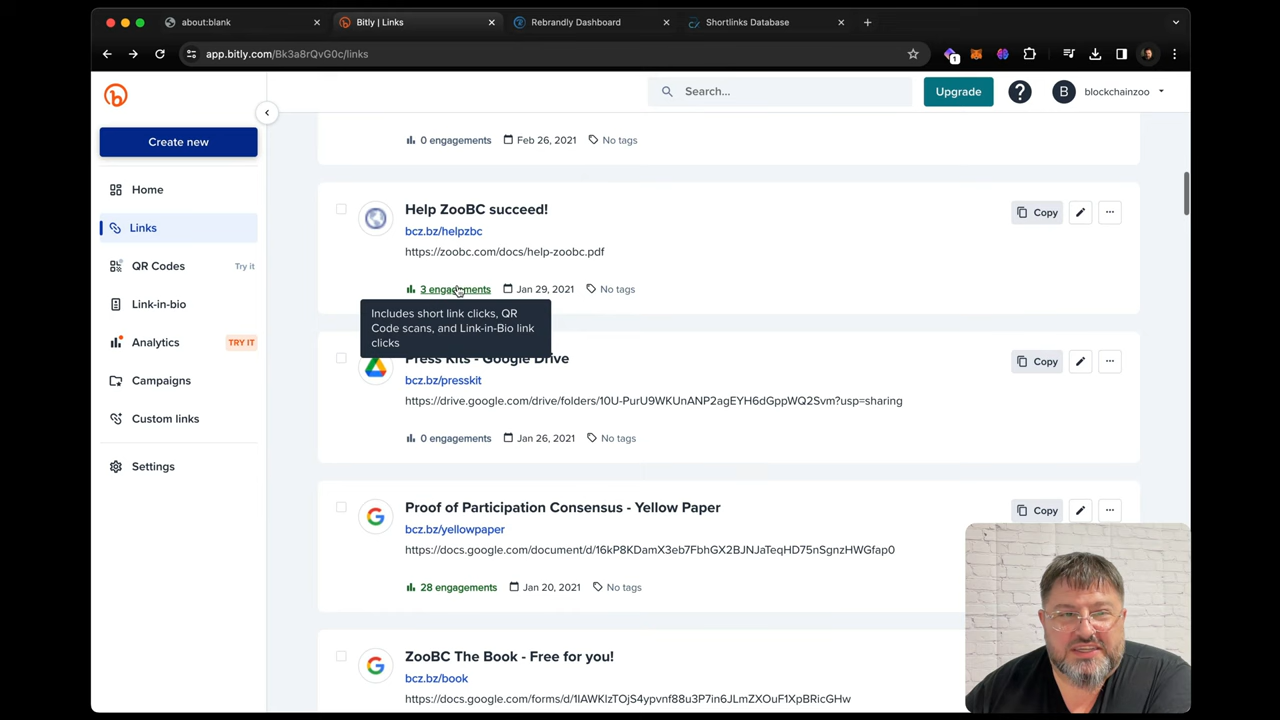 about:blank
Bitly | Links
Rebrandly Dashboard
Shortlinks Database
app.bitly.com/Bk3a8rQvG0c/links
1
Search...
Upgrade
?
B
blockchainzoo
Create new
Home
Links
QR Codes
Try it
Link-in-bio
Analytics
TRY IT
Campaigns
Custom links
Settings
0 engagements
Feb 26, 2021
No tags
Help ZooBC succeed!
Copy
bcz.bz/helpzbc
https://zoobc.com/docs/help-zoobc.pdf
3 engagements
Jan 29, 2021
No tags
Includes short link clicks, QR
Code scans, and Link-in-Bio link
clicks
Press Kits - Google Drive
Copy
bcz.bz/presskit
https://drive.google.com/drive/folders/10U-PurU9WKUnANP2agEYH6dGppWQ2Svm?usp=sharing
0 engagements
Jan 26, 2021
No tags
Proof of Participation Consensus - Yellow Paper
Copy
bcz.bz/yellowpaper
https://docs.google.com/document/d/16kP8KDamX3eb7FbhGX2BJNJaTeqHD75nSgnzHWGfap0
28 engagements
Jan 20, 2021
No tags
ZooBC The Book - Free for you!
bcz.bz/book
https://docs.google.com/forms/d/1IAWKlzTOjS4ypvnf88u3P7in6JLmZXOuF1XpBRicGHw